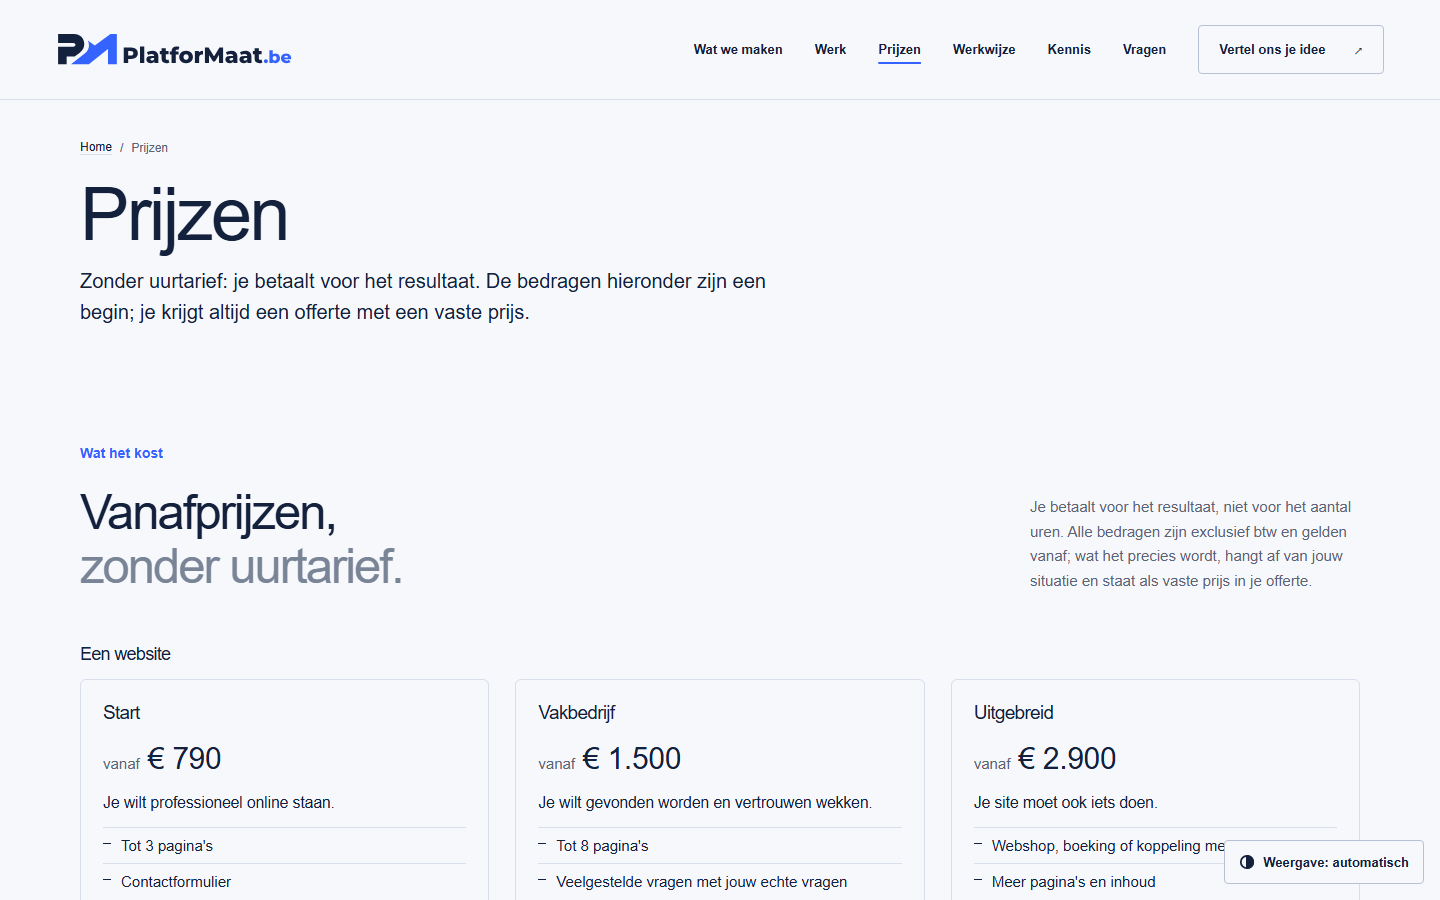 PlatforMaat.be
Wat we maken
Werk
Prijzen
Werkwijze
Kennis
Vragen
Vertel ons je idee ↗
Home / Prijzen
Prijzen
Zonder uurtarief: je betaalt voor het resultaat. De bedragen hieronder zijn een
begin; je krijgt altijd een offerte met een vaste prijs.
Wat het kost
Vanafprijzen,
zonder uurtarief.
Je betaalt voor het resultaat, niet voor het aantal
uren. Alle bedragen zijn exclusief btw en gelden
vanaf; wat het precies wordt, hangt af van jouw
situatie en staat als vaste prijs in je offerte.
Een website
Start
vanaf € 790
Je wilt professioneel online staan.
– Tot 3 pagina's
– Contactformulier
Vakbedrijf
vanaf € 1.500
Je wilt gevonden worden en vertrouwen wekken.
– Tot 8 pagina's
– Veelgestelde vragen met jouw echte vragen
Uitgebreid
vanaf € 2.900
Je site moet ook iets doen.
– Webshop, boeking of koppeling
– Meer pagina's en inhoud
Weergave: automatisch